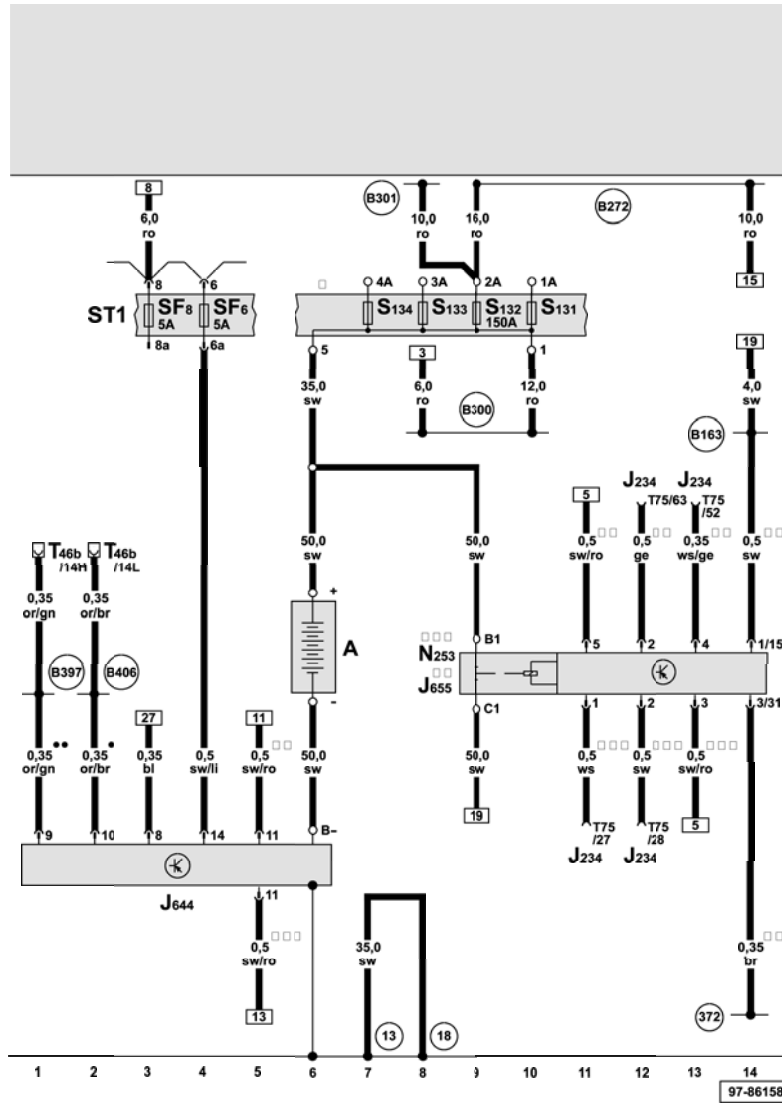 8
B301
B272
6,0
ro
10,0
ro
16,0
ro
10,0
ro
15
8
6
4A
3A
2A
1A
ST1
SF8
5A
SF6
5A
S134
S133
S132
150A
S131
8a
6a
5
3
1
19
35,0
sw
6,0
ro
B300
12,0
ro
4,0
sw
B163
J234
J234
5
T75/63
T75
/52
T46b
/14H
T46b
/14L
50,0
sw
50,0
sw
0,5
sw/ro
0,5
ge
0,35
ws/ge
0,5
sw
0,35
or/gn
0,35
or/br
+
A
B1
5
2
4
1/15
N253
J655
B397
B406
-
C1
1
2
3
3/31
27
11
0,35
or/gn
0,35
or/br
0,35
bl
0,5
sw/li
0,5
sw/ro
50,0
sw
50,0
sw
0,5
ws
0,5
sw
0,5
sw/ro
19
9
10
8
14
11
B-
T75
/27
T75
/28
5
J234
J234
J644
11
0,5
sw/ro
35,0
sw
0,35
br
13
13
18
372
1 2 3 4 5 6 7 8 9 10 11 12 13 14
97-86158